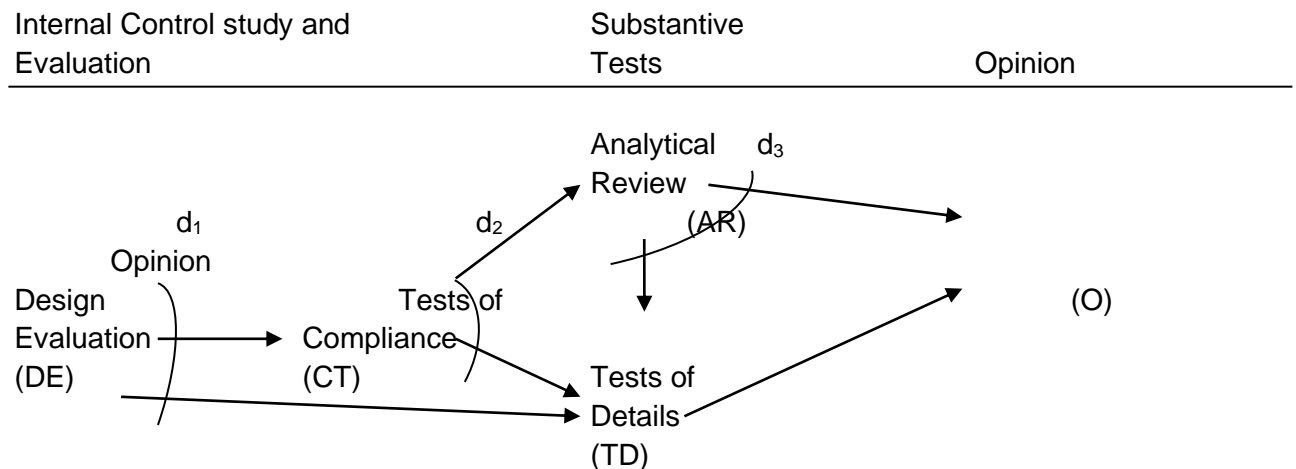 Internal Control study and
Evaluation
Substantive
Tests
Opinion
Analytical
Review
(AR)
d₃
d₁
Opinion
d₂
Design
Evaluation
(DE)
Tests of
Compliance
(CT)
(O)
Tests of
Details
(TD)